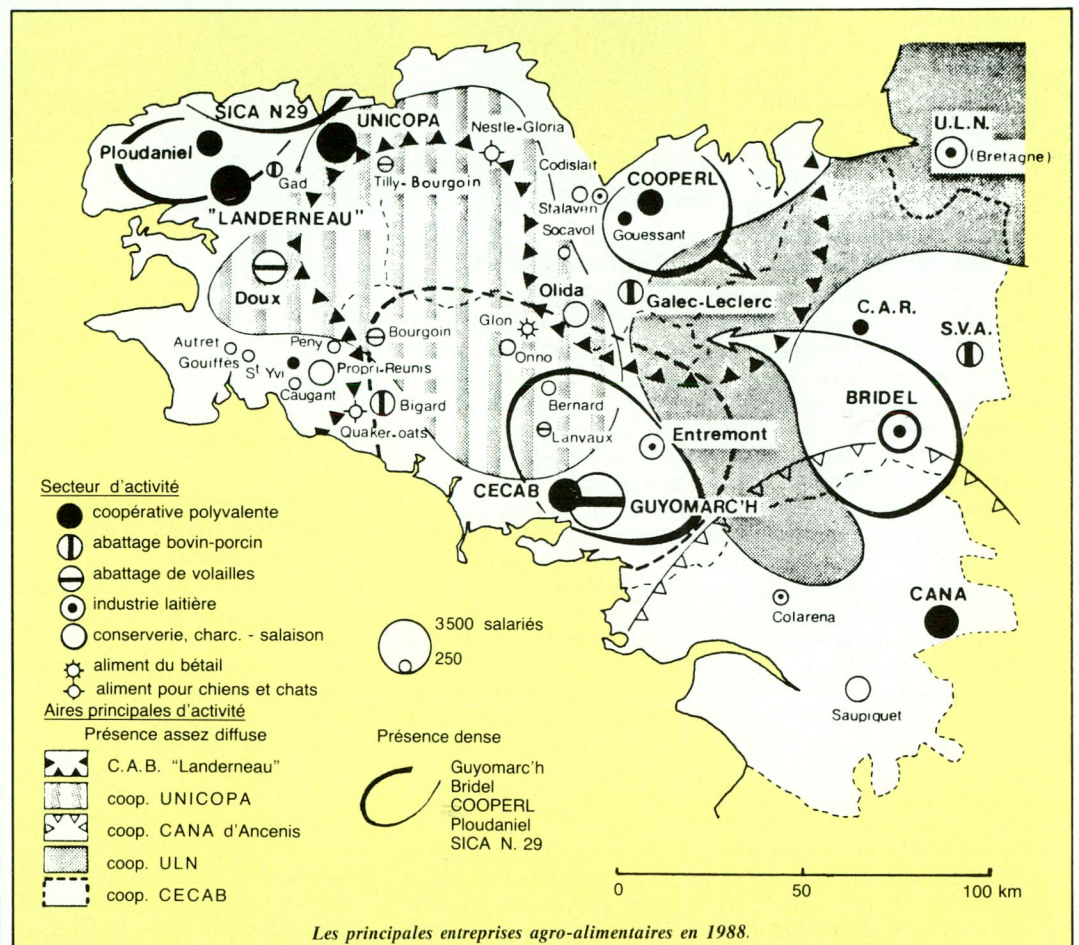 SICA N29
UNICOPA
Ploudaniel
Nestle-Gloria
U.L.N.
(Bretagne)
Gad
Tilly-Bourgoin
Codislait
COOPERL
"LANDERNEAU"
Stalaven
Gouessant
Socavol
Doux
Olida
Galec-Leclerc
C.A.R.
Glon
S.V.A.
Autret
Peny
Bourgoin
Gouiffès
Onno
St Yvi
Propri-Reunis
BRIDEL
Caugant
Bigard
Bernard
Quaker-oats
Lanvaux
Entremont
CECAB
GUYOMARC'H
CANA
Colarena
Saupiquet
Secteur d'activité
coopérative polyvalente
abattage bovin-porcin
abattage de volailles
industrie laitière
conserverie, charc. - salaison
aliment du bétail
aliment pour chiens et chats
3500 salariés
250
Aires principales d'activité
Présence assez diffuse
C.A.B. "Landerneau"
coop. UNICOPA
coop. CANA d'Ancenis
coop. ULN
coop. CECAB
Présence dense
Guyomarc'h
Bridel
COOPERL
Ploudaniel
SICA N. 29
0 50 100 km
Les principales entreprises agro-alimentaires en 1988.